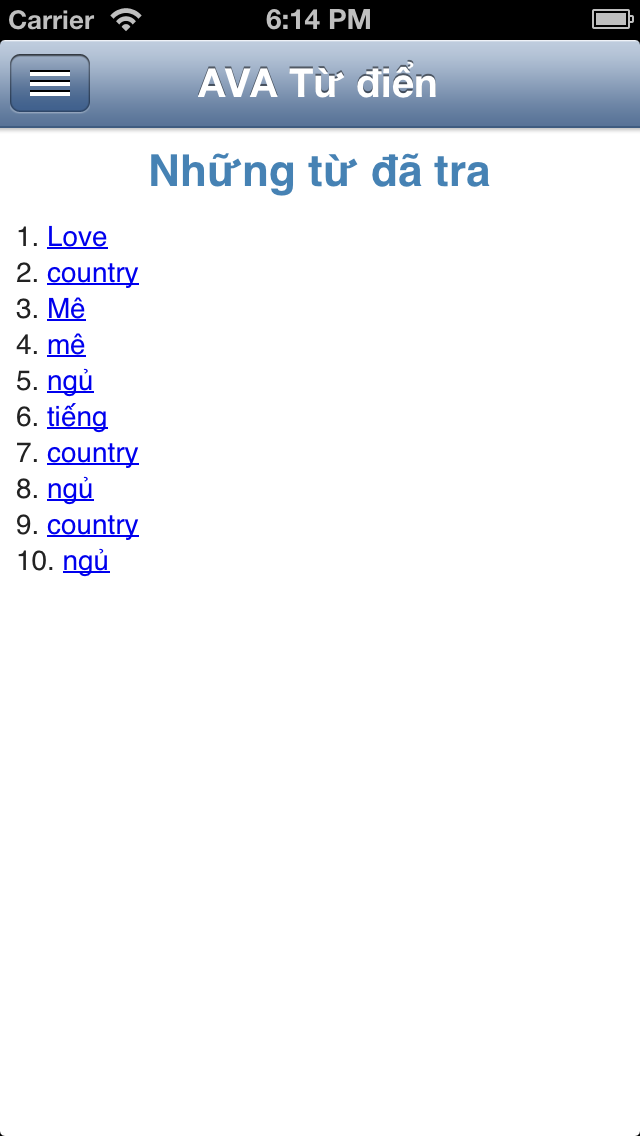 Carrier 6:14 PM
AVA Từ điển
Những từ đã tra
1. Love
2. country
3. Mê
4. mê
5. ngủ
6. tiếng
7. country
8. ngủ
9. country
10. ngủ